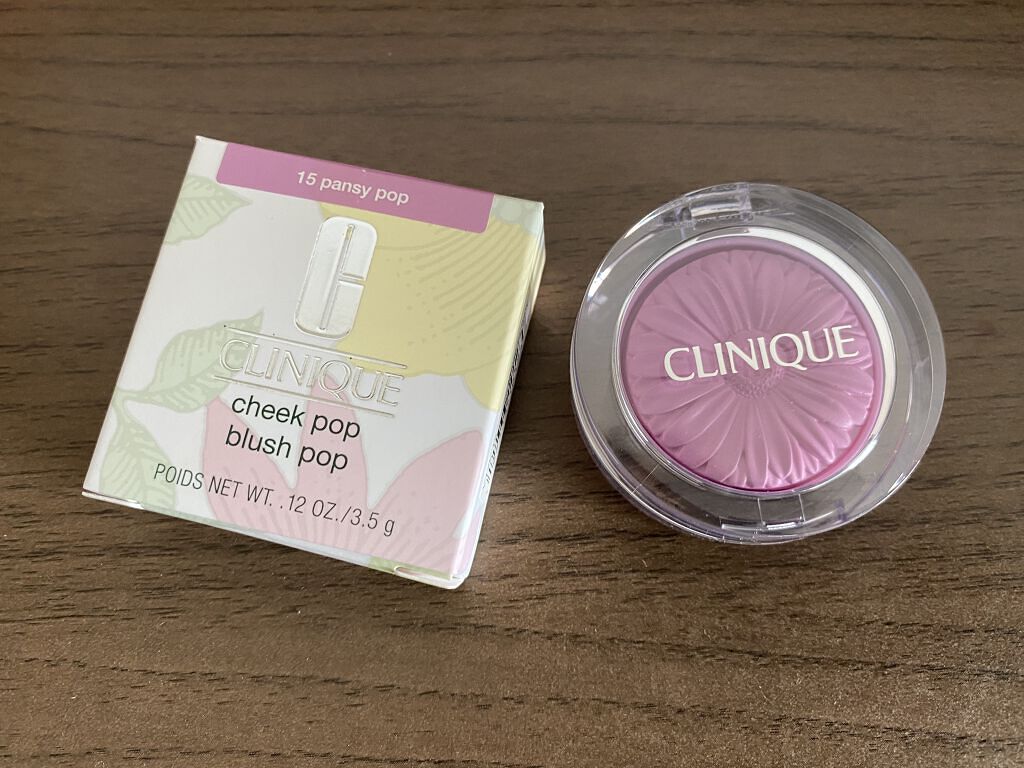 15 pansy pop
CLINIQUE
cheek pop
blush pop
POIDS NET WT. .12 OZ./3.5 g
CLINIQUE